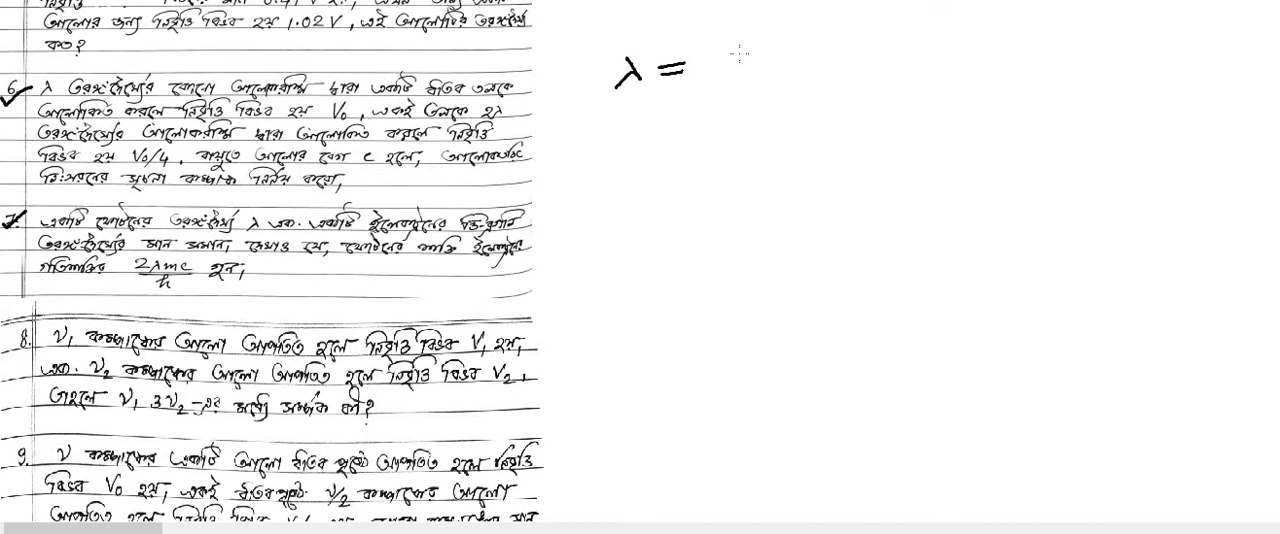 আলোর জন্য নিবৃত্তি বিভব হয় 1.02 V, এই আলোটির তরঙ্গদৈর্ঘ্য
কত?
6. λ তরঙ্গদৈর্ঘ্যের কোনো আলোকরশ্মি দ্বারা একটি ধাতব তলকে
আলোকিত করলে নিবৃত্তি বিভব হয় V₀, একই তলকে 2λ
তরঙ্গদৈর্ঘ্যের আলোকরশ্মি দ্বারা আলোকিত করলে নিবৃত্তি
বিভব হয় V₀/4, বায়ুতে আলোর বেগ c হলে, আলোকতড়িৎ
নিঃসরণের সূচনা কম্পাঙ্ক নির্ণয় করো,
7. একটি ফোটনের তরঙ্গদৈর্ঘ্য λ এবং একটি ইলেকট্রনের ডি-ব্রগলি
তরঙ্গদৈর্ঘ্যের মান সমান, দেখাও যে, ফোটনের শক্তি ইলেকট্রনের
গতিশক্তির 2λmc/h গুন,
8. ν₁ কম্পাঙ্কের আলো আপতিত হলে নিবৃত্তি বিভব V₁ হয়,
এবং ν₂ কম্পাঙ্কের আলো আপতিত হলে নিবৃত্তি বিভব V₂,
তাহলে ν₁ ও ν₂-এর মধ্যে সম্পর্ক কী?
9. ν কম্পাঙ্কের একটি আলো ধাতব পৃষ্ঠে আপতিত হলে নিবৃত্তি
বিভব V₀ হয়, একই ধাতব পৃষ্ঠে ν/2 কম্পাঙ্কের আলো
আপতিত হলে
λ =